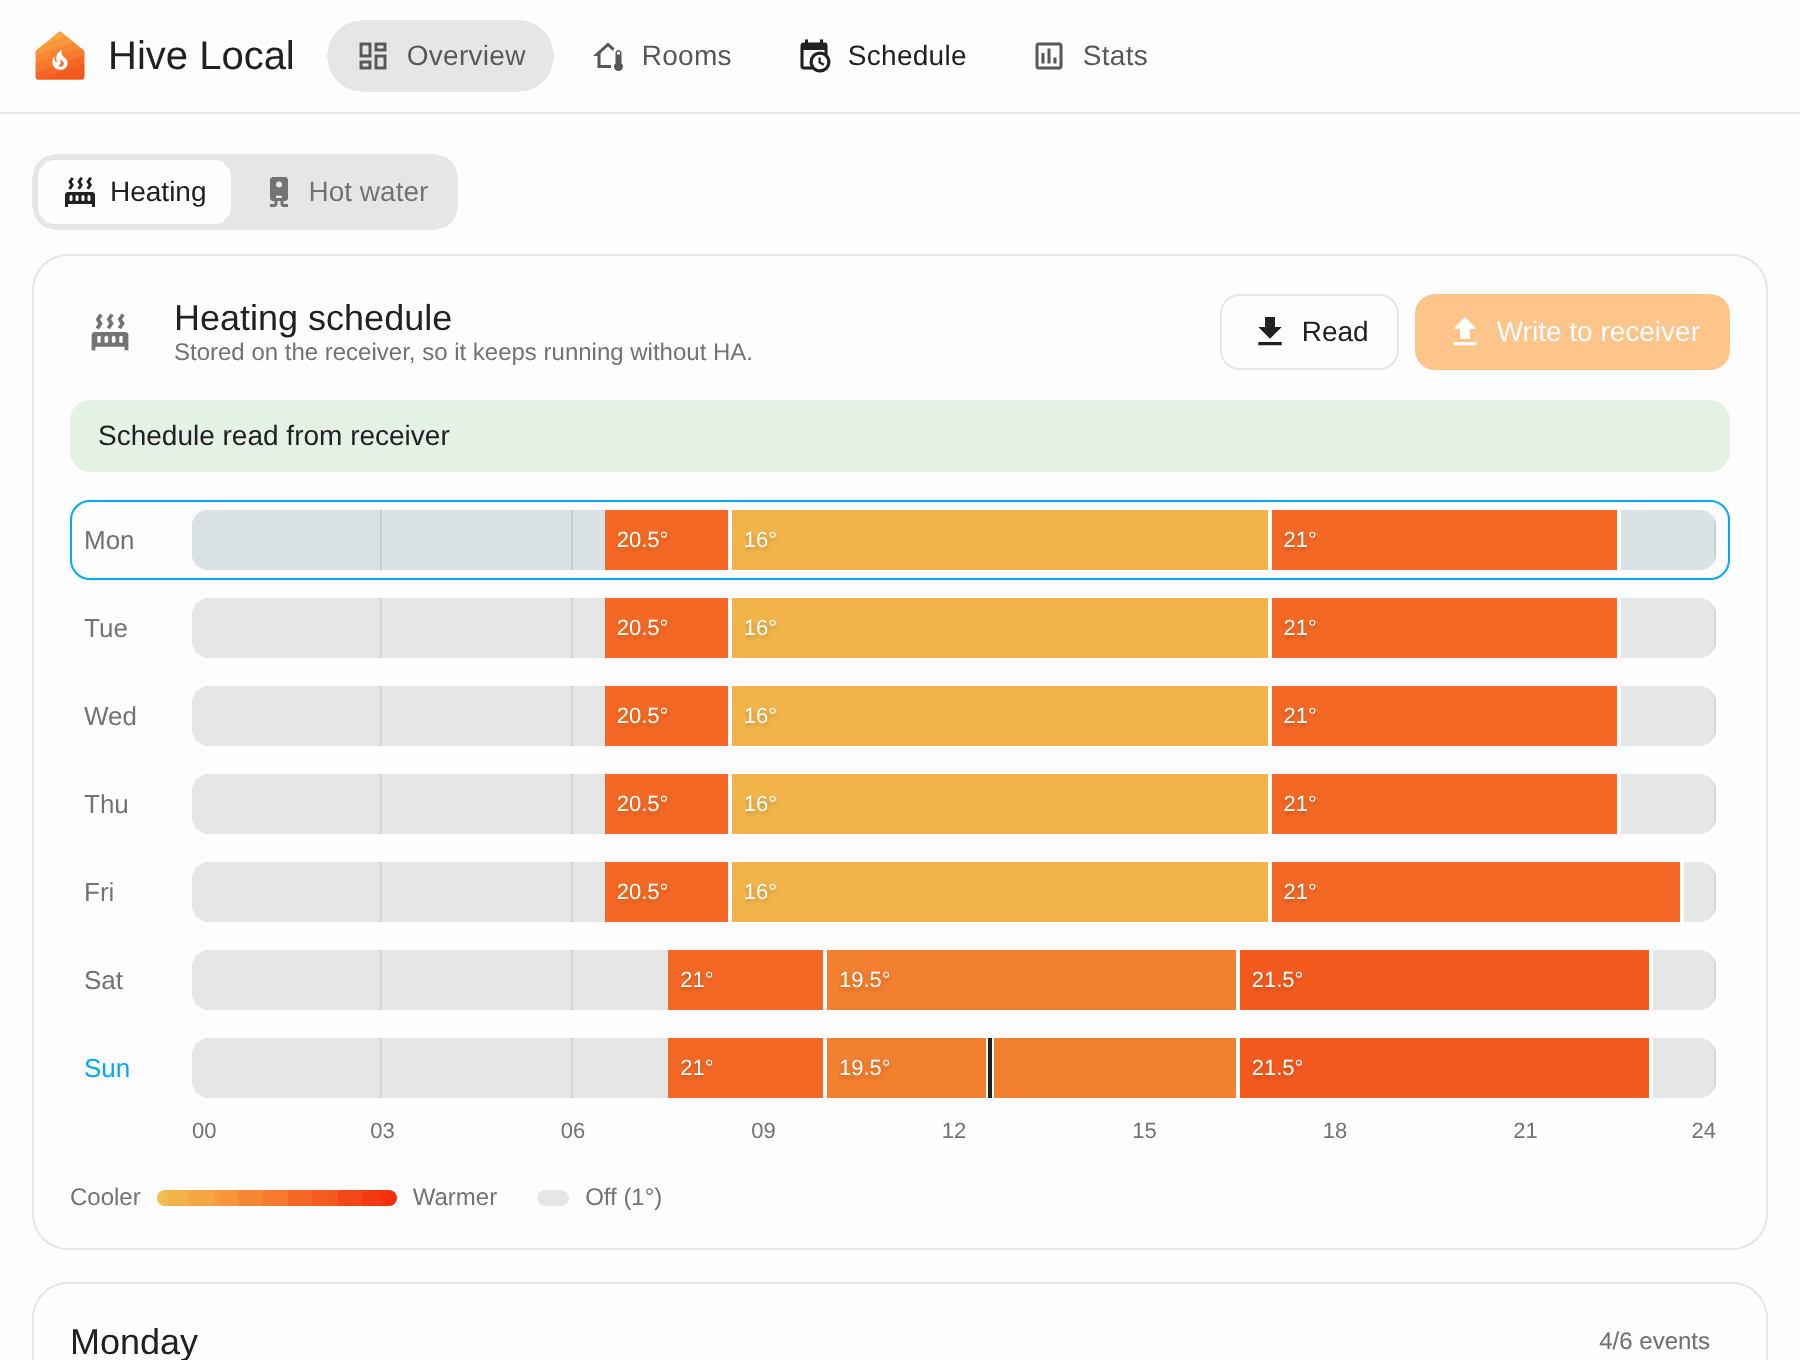 Hive Local
Overview
Rooms
Schedule
Stats
Heating
Hot water
Heating schedule
Stored on the receiver, so it keeps running without HA.
Read
Write to receiver
Schedule read from receiver
Mon 20.5° 16° 21°
Tue 20.5° 16° 21°
Wed 20.5° 16° 21°
Thu 20.5° 16° 21°
Fri 20.5° 16° 21°
Sat 21° 19.5° 21.5°
Sun 21° 19.5° 21.5°
00 03 06 09 12 15 18 21 24
Cooler Warmer Off (1°)
Monday
4/6 events